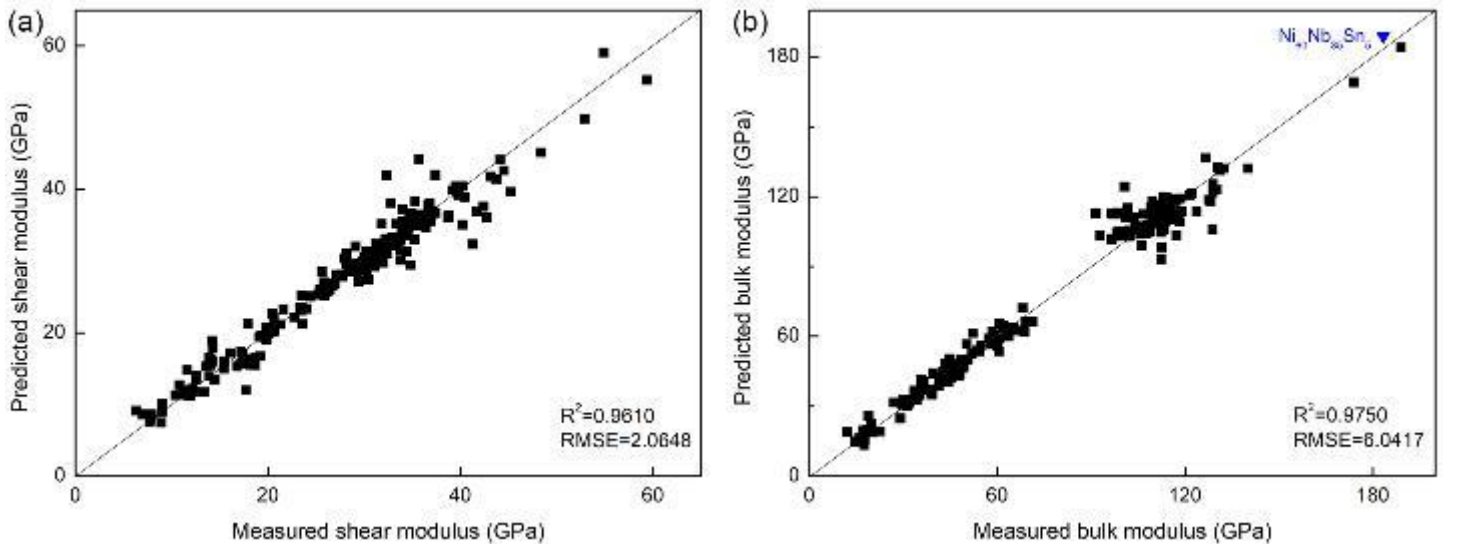 (a)
60
40
20
0
Predicted shear modulus (GPa)
R²=0.9610
RMSE=2.0648
0 20 40 60
Measured shear modulus (GPa)
(b)
180
120
60
0
Predicted bulk modulus (GPa)
R²=0.9750
RMSE=6.0417
0 60 120 180
Measured bulk modulus (GPa)